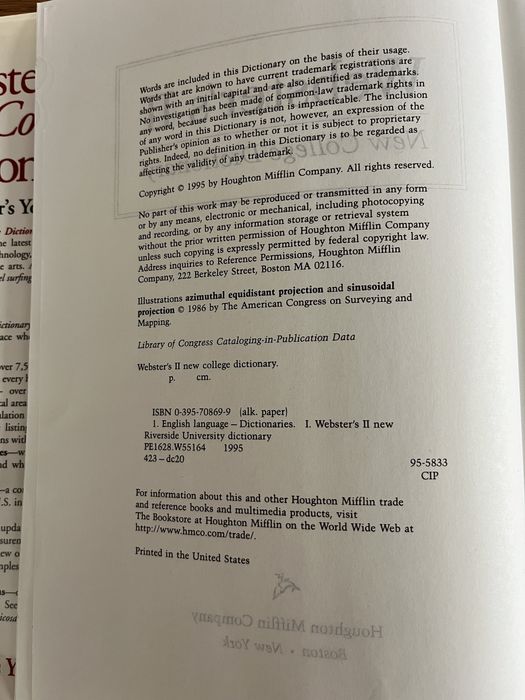 Words are included in this Dictionary on the basis of their usage.
Words that are known to have current trademark registrations are
shown with an initial capital and are also identified as trademarks.
No investigation has been made of common-law trademark rights in
any word, because such investigation is impracticable. The inclusion
of any word in this Dictionary is not, however, an expression of the
Publisher's opinion as to whether or not it is subject to proprietary
rights. Indeed, no definition in this Dictionary is to be regarded as
affecting the validity of any trademark.
Copyright © 1995 by Houghton Mifflin Company. All rights reserved.
No part of this work may be reproduced or transmitted in any form
or by any means, electronic or mechanical, including photocopying
and recording, or by any information storage or retrieval system
without the prior written permission of Houghton Mifflin Company
unless such copying is expressly permitted by federal copyright law.
Address inquiries to Reference Permissions, Houghton Mifflin
Company, 222 Berkeley Street, Boston MA 02116.
Illustrations azimuthal equidistant projection and sinusoidal
projection © 1986 by The American Congress on Surveying and
Mapping.
Library of Congress Cataloging-in-Publication Data
Webster's II new college dictionary.
p. cm.
ISBN 0-395-70869-9 (alk. paper)
1. English language – Dictionaries. I. Webster's II new
Riverside University dictionary
PE1628.W55164 1995
423 – dc20
95-5833
CIP
For information about this and other Houghton Mifflin trade
and reference books and multimedia products, visit
The Bookstore at Houghton Mifflin on the World Wide Web at
http://www.hmco.com/trade/.
Printed in the United States
Houghton Mifflin Company
Boston • New York